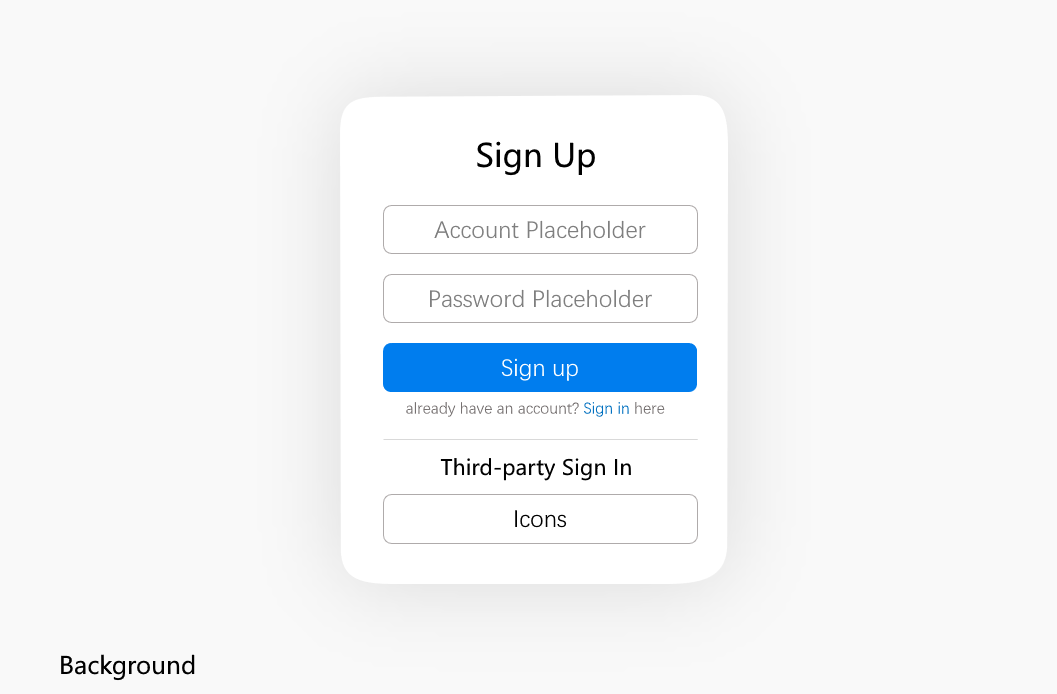 Sign Up
Account Placeholder
Password Placeholder
Sign up
already have an account? Sign in here
Third-party Sign In
Icons
Background